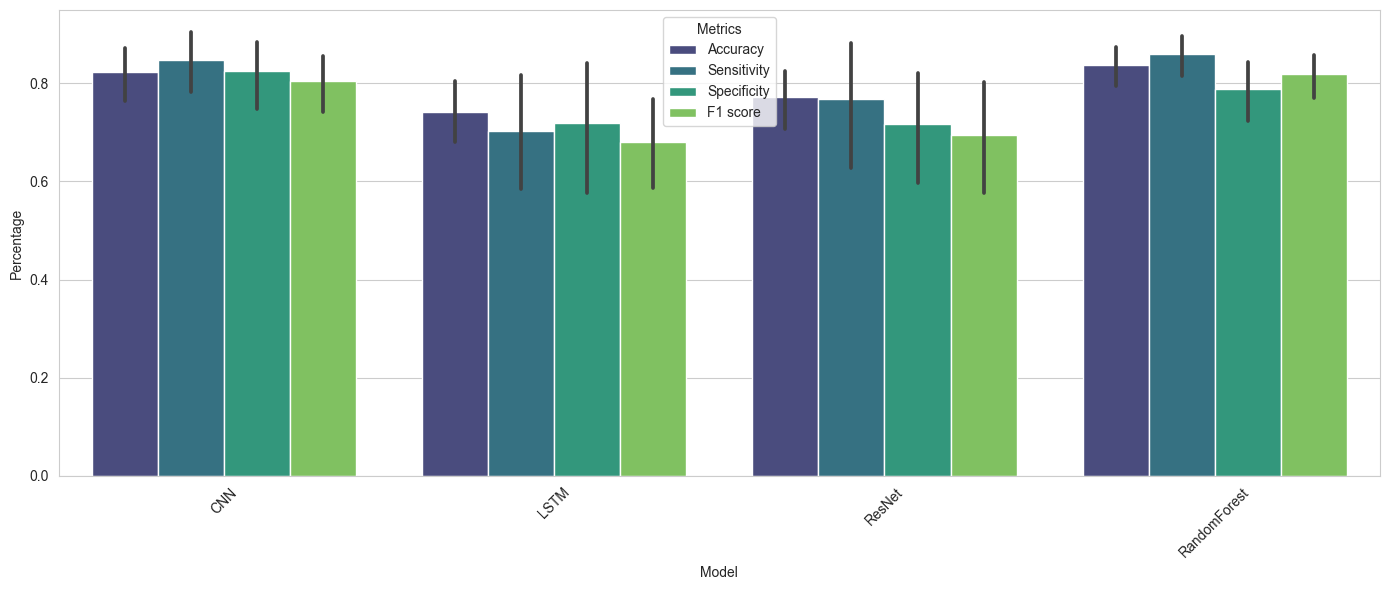 Metrics
Accuracy
Sensitivity
Specificity
F1 score
Percentage
0.8
0.6
0.4
0.2
0.0
CNN
LSTM
ResNet
RandomForest
Model